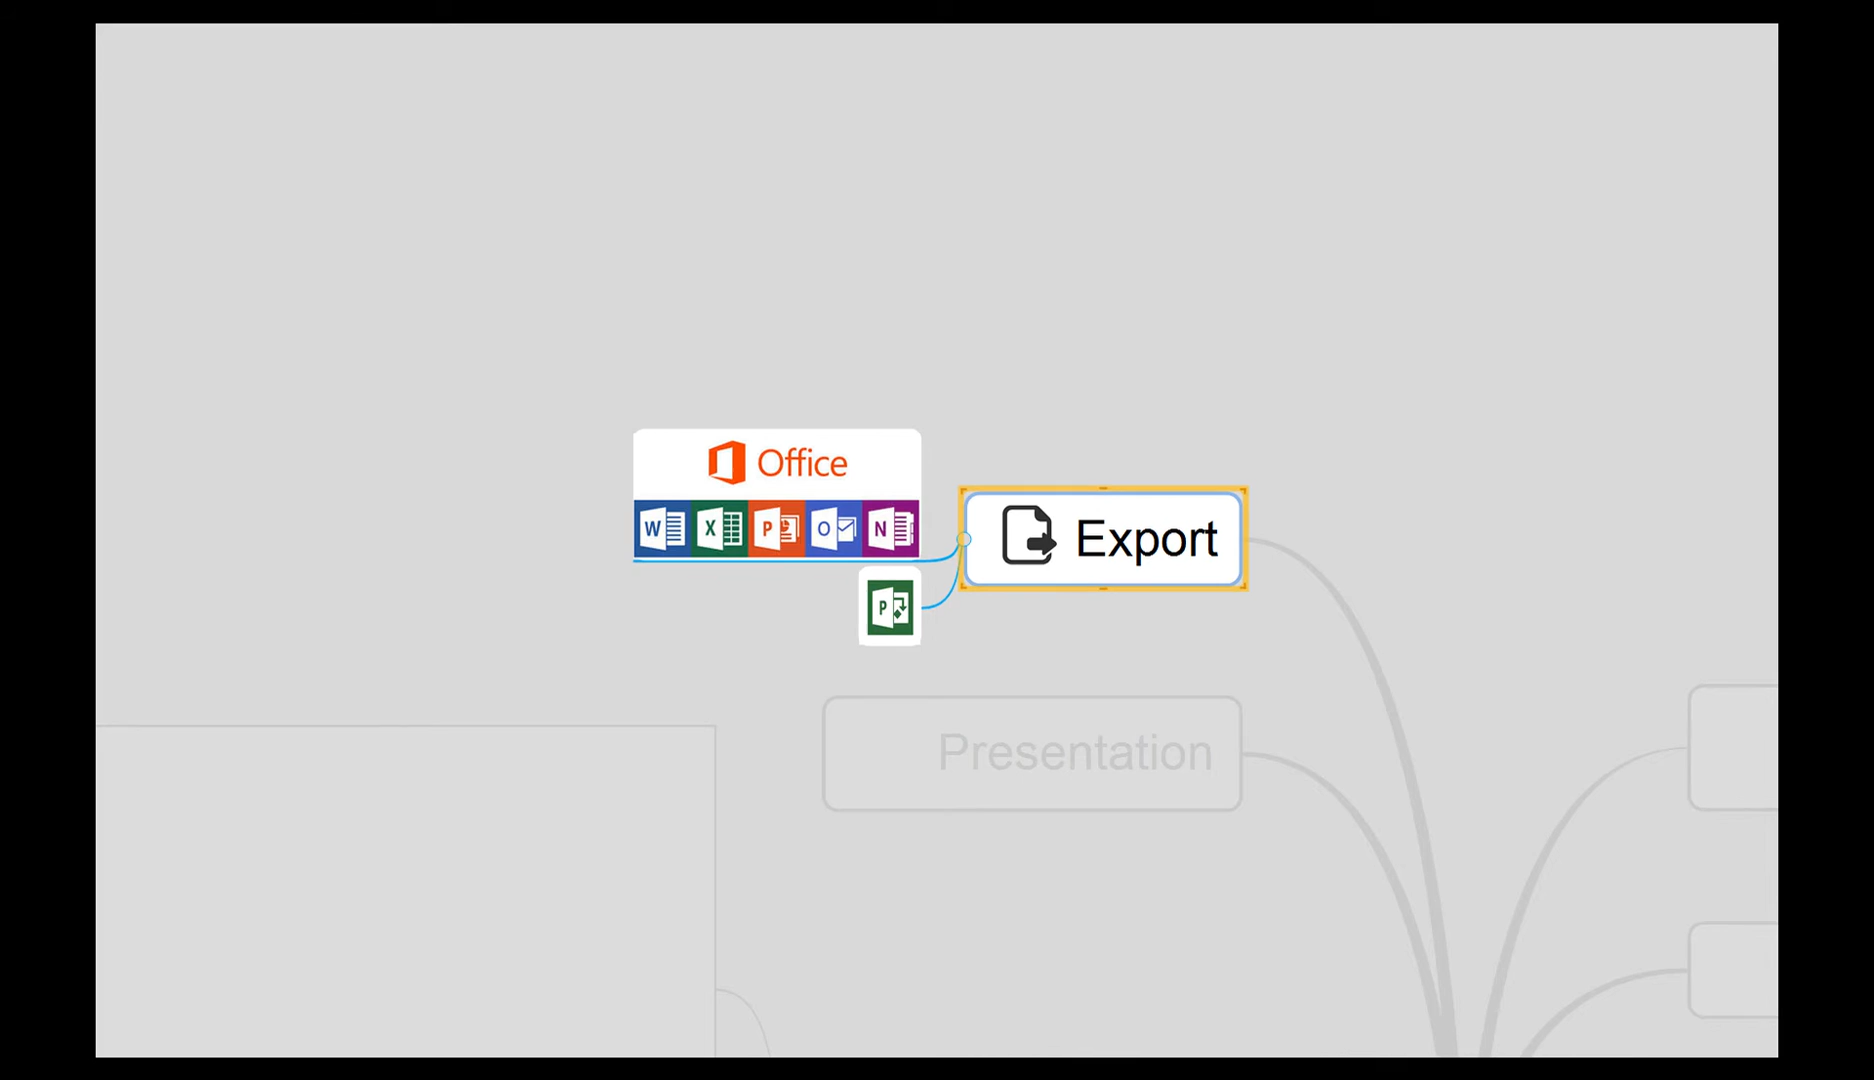 Office
W X P O N
Export
P
Presentation